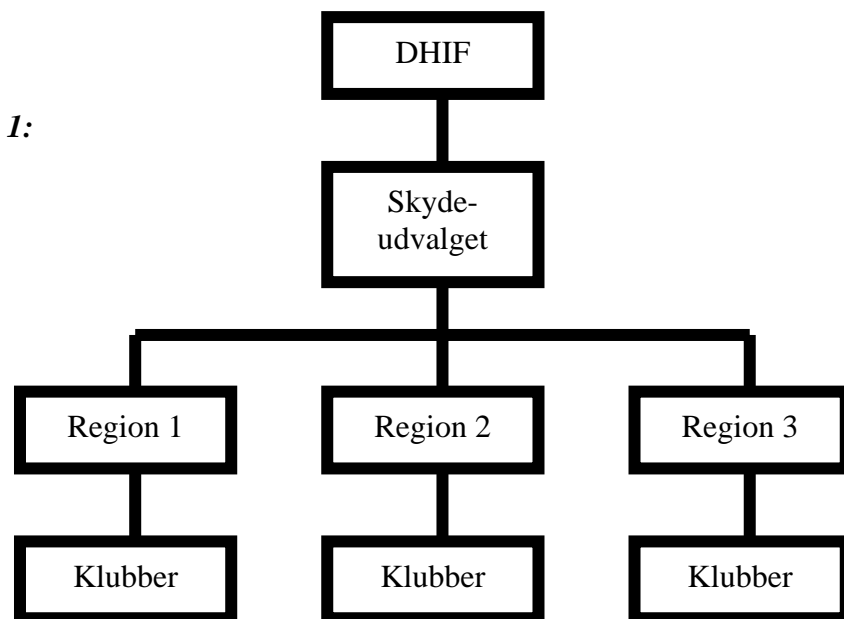 DHIF
1:
Skyde-
udvalget
Region 1
Region 2
Region 3
Klubber
Klubber
Klubber